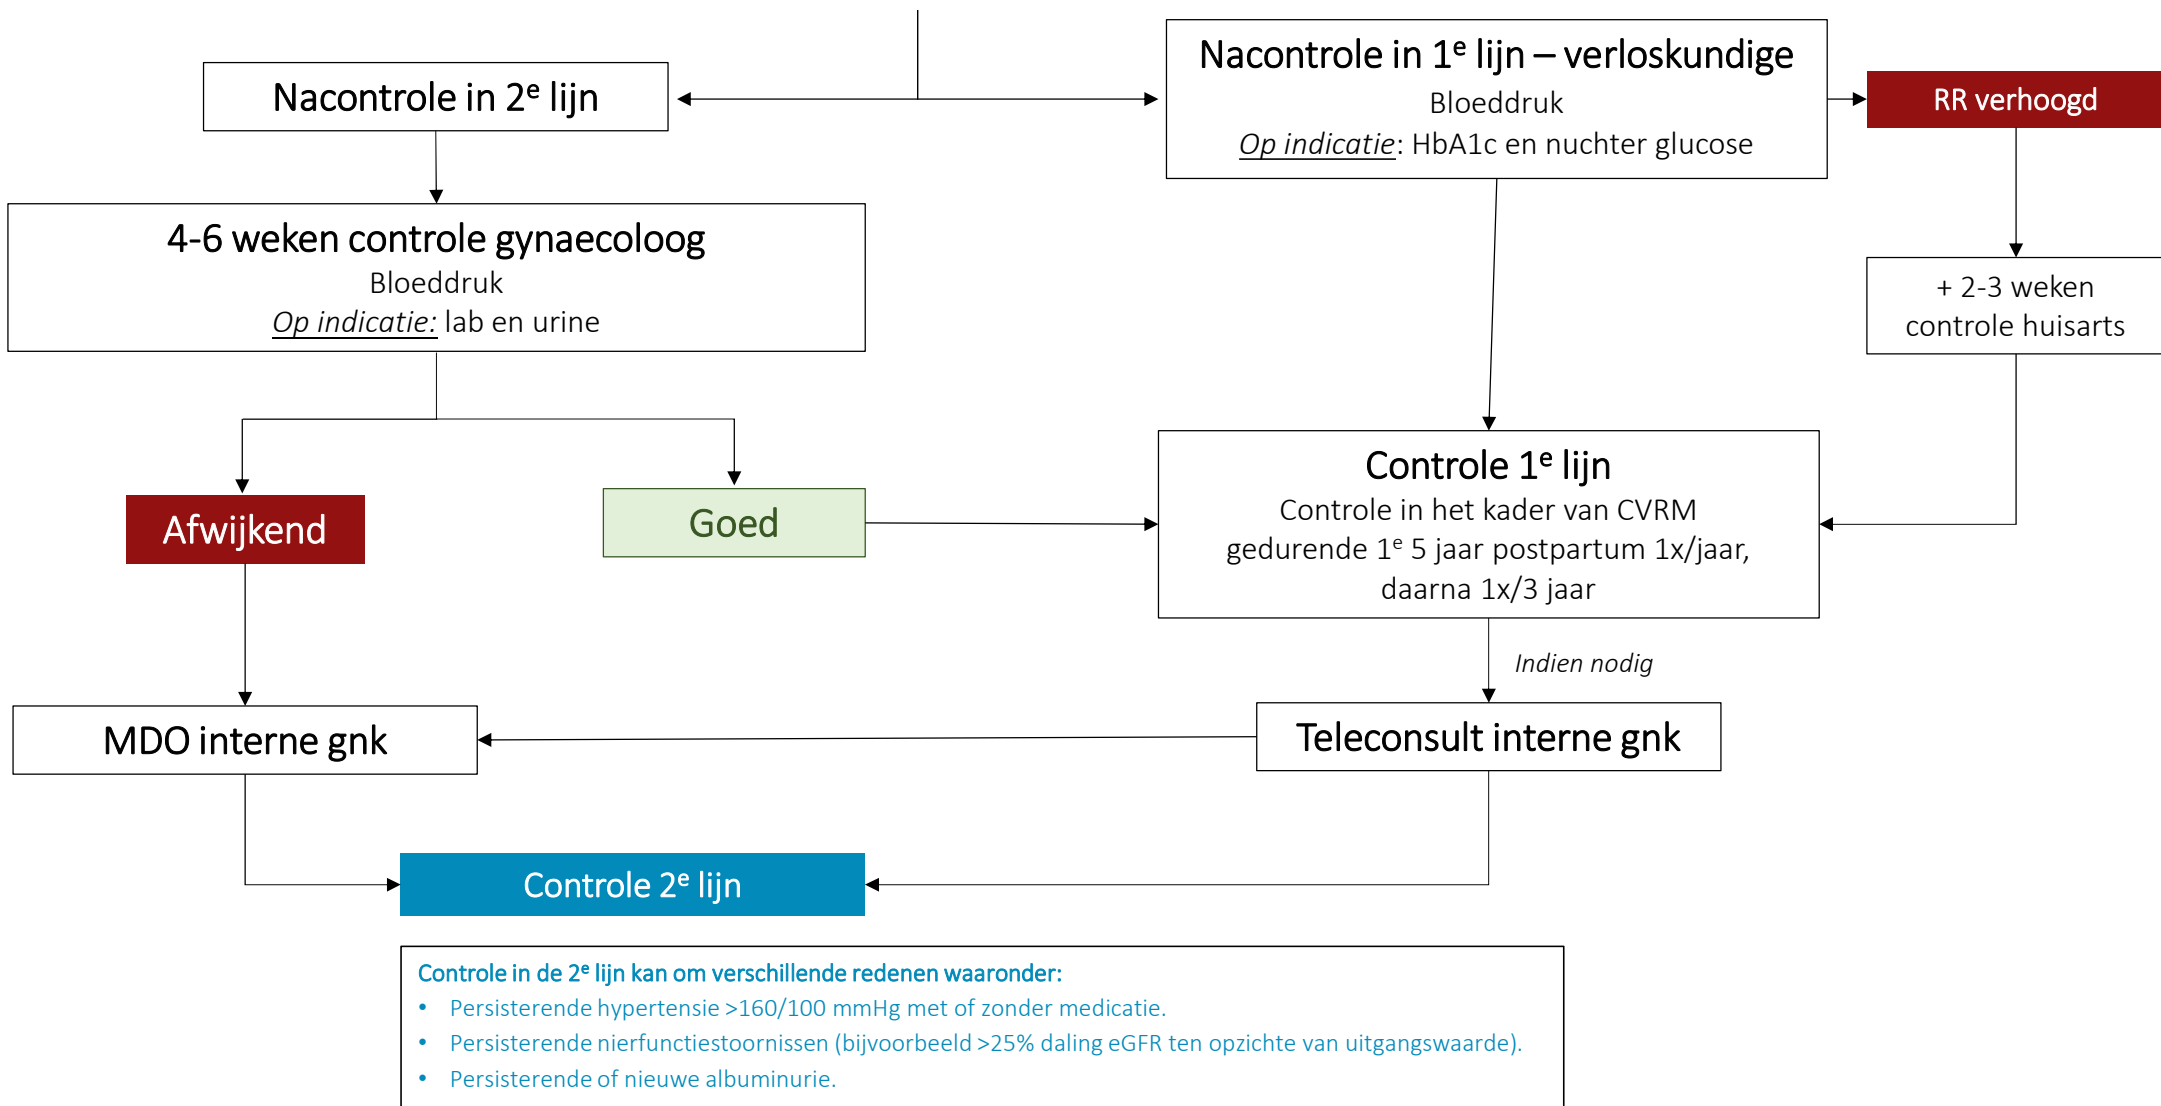 Nacontrole in 2ᵉ lijn
Nacontrole in 1ᵉ lijn – verloskundige
Bloeddruk
Op indicatie: HbA1c en nuchter glucose
RR verhoogd
4-6 weken controle gynaecoloog
Bloeddruk
Op indicatie: lab en urine
+ 2-3 weken
controle huisarts
Afwijkend
Goed
Controle 1ᵉ lijn
Controle in het kader van CVRM
gedurende 1ᵉ 5 jaar postpartum 1x/jaar,
daarna 1x/3 jaar
Indien nodig
MDO interne gnk
Teleconsult interne gnk
Controle 2ᵉ lijn
Controle in de 2ᵉ lijn kan om verschillende redenen waaronder:
• Persisterende hypertensie >160/100 mmHg met of zonder medicatie.
• Persisterende nierfunctiestoornissen (bijvoorbeeld >25% daling eGFR ten opzichte van uitgangswaarde).
• Persisterende of nieuwe albuminurie.